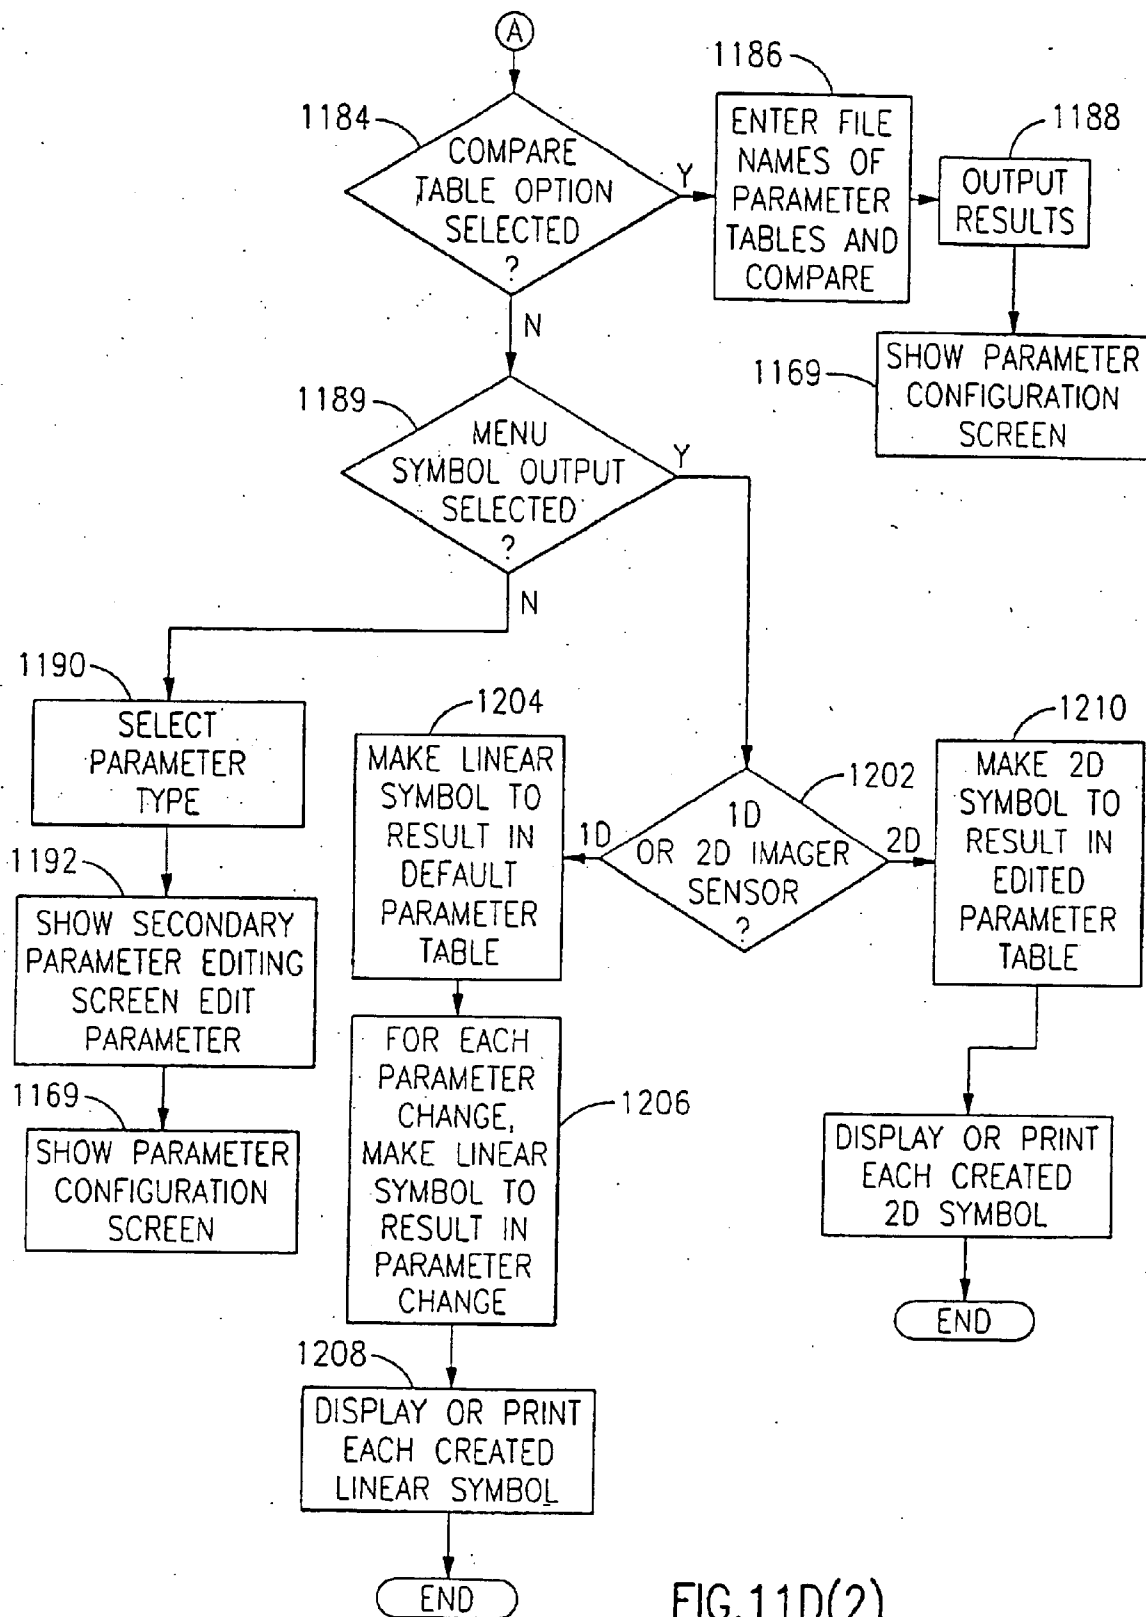 A
1184
COMPARE
TABLE OPTION
SELECTED
?
Y
N
1186
ENTER FILE
NAMES OF
PARAMETER
TABLES AND
COMPARE
1188
OUTPUT
RESULTS
1169
SHOW PARAMETER
CONFIGURATION
SCREEN
1189
MENU
SYMBOL OUTPUT
SELECTED
?
Y
N
1190
SELECT
PARAMETER
TYPE
1192
SHOW SECONDARY
PARAMETER EDITING
SCREEN EDIT
PARAMETER
1169
SHOW PARAMETER
CONFIGURATION
SCREEN
1202
1D
OR 2D IMAGER
SENSOR
?
1D
2D
1204
MAKE LINEAR
SYMBOL TO
RESULT IN
DEFAULT
PARAMETER
TABLE
1206
FOR EACH
PARAMETER
CHANGE,
MAKE LINEAR
SYMBOL TO
RESULT IN
PARAMETER
CHANGE
1208
DISPLAY OR PRINT
EACH CREATED
LINEAR SYMBOL
END
1210
MAKE 2D
SYMBOL TO
RESULT IN
EDITED
PARAMETER
TABLE
DISPLAY OR PRINT
EACH CREATED
2D SYMBOL
END
FIG.11D(2)